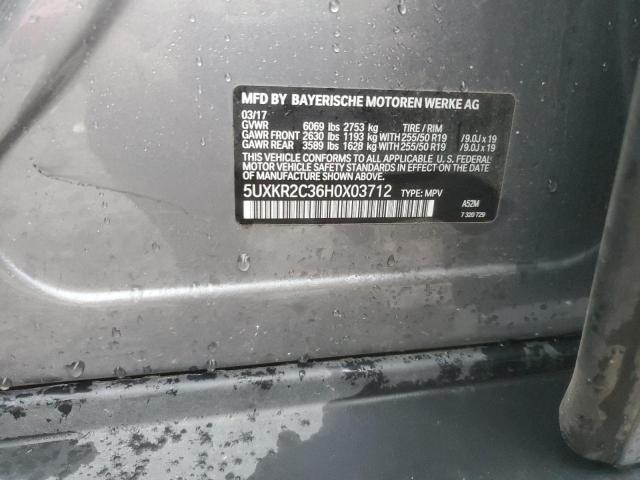 MFD BY BAYERISCHE MOTOREN WERKE AG
03/17
GVWR 6069 lbs 2753 kg TIRE / RIM
GAWR FRONT 2630 lbs 1193 kg WITH 255/50 R19 /9.0J x 19
GAWR REAR 3589 lbs 1628 kg WITH 255/50 R19 /9.0J x 19
THIS VEHICLE CONFORMS TO ALL APPLICABLE U. S. FEDERAL
MOTOR VEHICLE SAFETY STANDARDS IN EFFECT ON THE
DATE OF MANUFACTURE SHOWN ABOVE.
5UXKR2C36H0X03712 TYPE: MPV
A52M
7 320 729